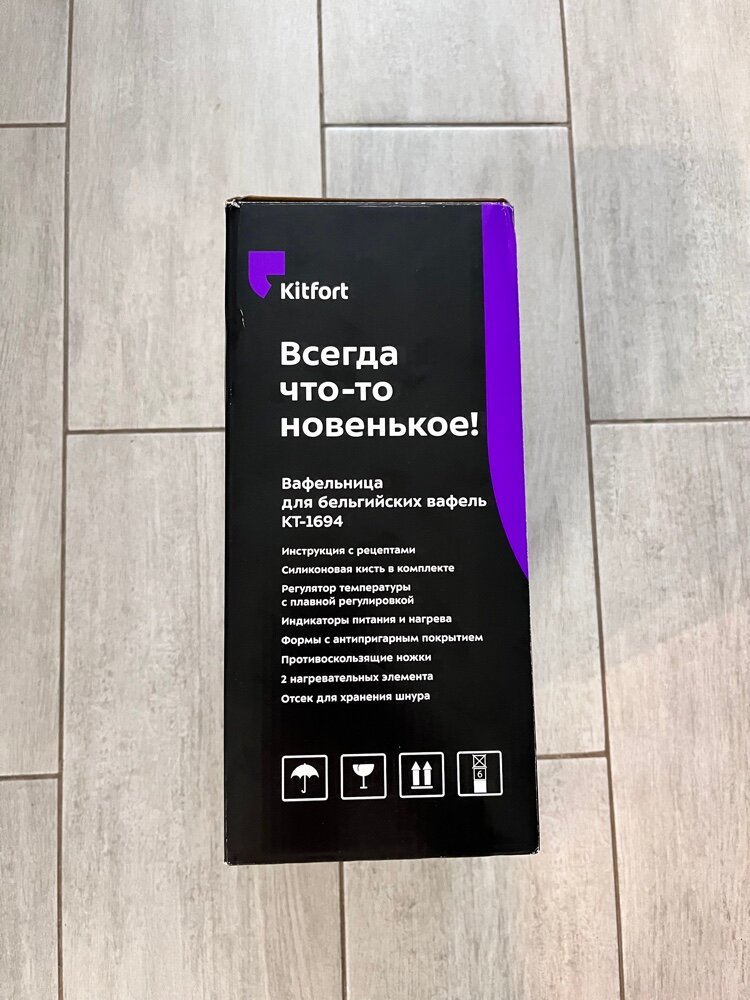 Kitfort
Всегда
что-то
новенькое!
Вафельница
для бельгийских вафель
КТ-1694
Инструкция с рецептами
Силиконовая кисть в комплекте
Регулятор температуры
с плавной регулировкой
Индикаторы питания и нагрева
Формы с антипригарным покрытием
Противоскользящие ножки
2 нагревательных элемента
Отсек для хранения шнура
6